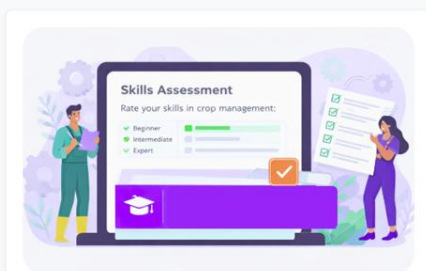 Skills Assessment
Rate your skills in crop management:
Beginner
Intermediate
Expert